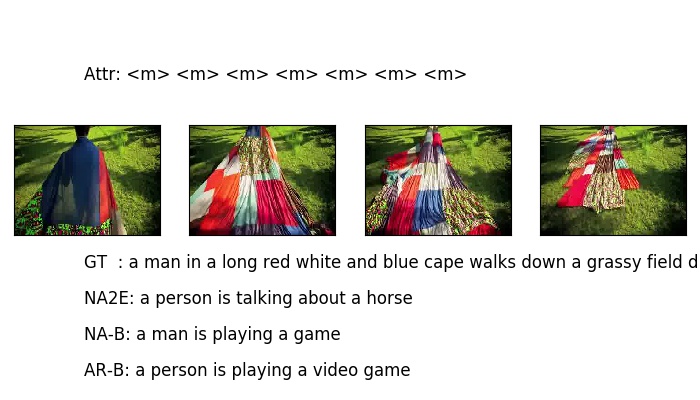 Attr: <m> <m> <m> <m> <m> <m> <m>
GT : a man in a long red white and blue cape walks down a grassy field d
NA2E: a person is talking about a horse
NA-B: a man is playing a game
AR-B: a person is playing a video game